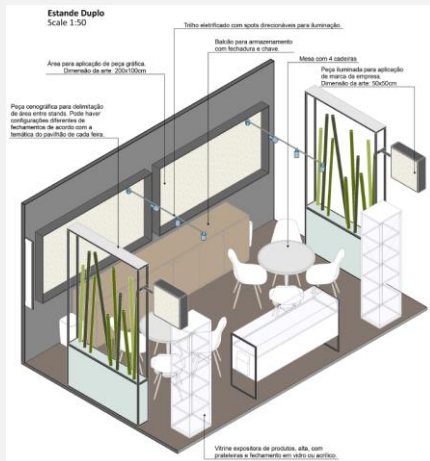 Estande Duplo
Scale 1:50
Trilho eletrificado com spots direcionáveis para iluminação.
Balcão para armazenamento
com fechadura e chave.
Mesa com 4 cadeiras
Área para aplicação de peça gráfica.
Dimensão da arte: 200x100cm
Peça iluminada para aplicação
de marca da empresa.
Dimensão da arte: 50x50cm
Peça cenográfica para delimitação
de área entre stands. Pode haver
configurações diferentes de
fechamentos de acordo com a
temática do pavilhão de cada feira.
Vitrine expositora de produtos, alta, com
prateleiras e fechamento em vidro ou acrílico.